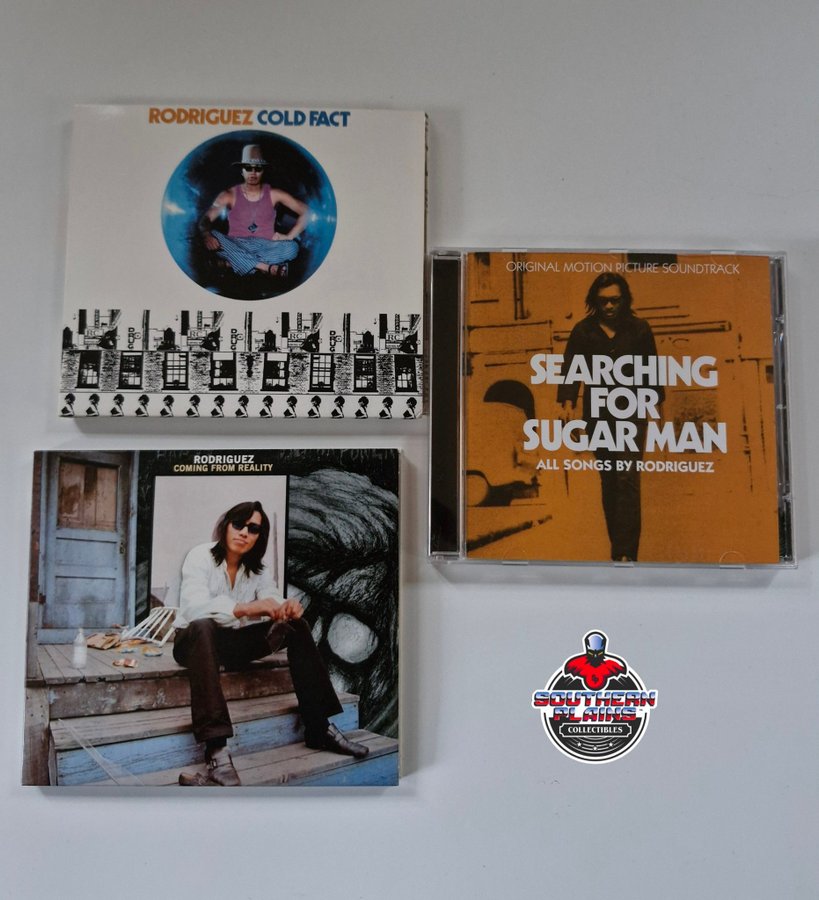 RODRIGUEZ COLD FACT
ORIGINAL MOTION PICTURE SOUNDTRACK
SEARCHING
FOR
SUGAR MAN
ALL SONGS BY RODRIGUEZ
RODRIGUEZ
COMING FROM REALITY
SOUTHERN
PLAINS
COLLECTIBLES